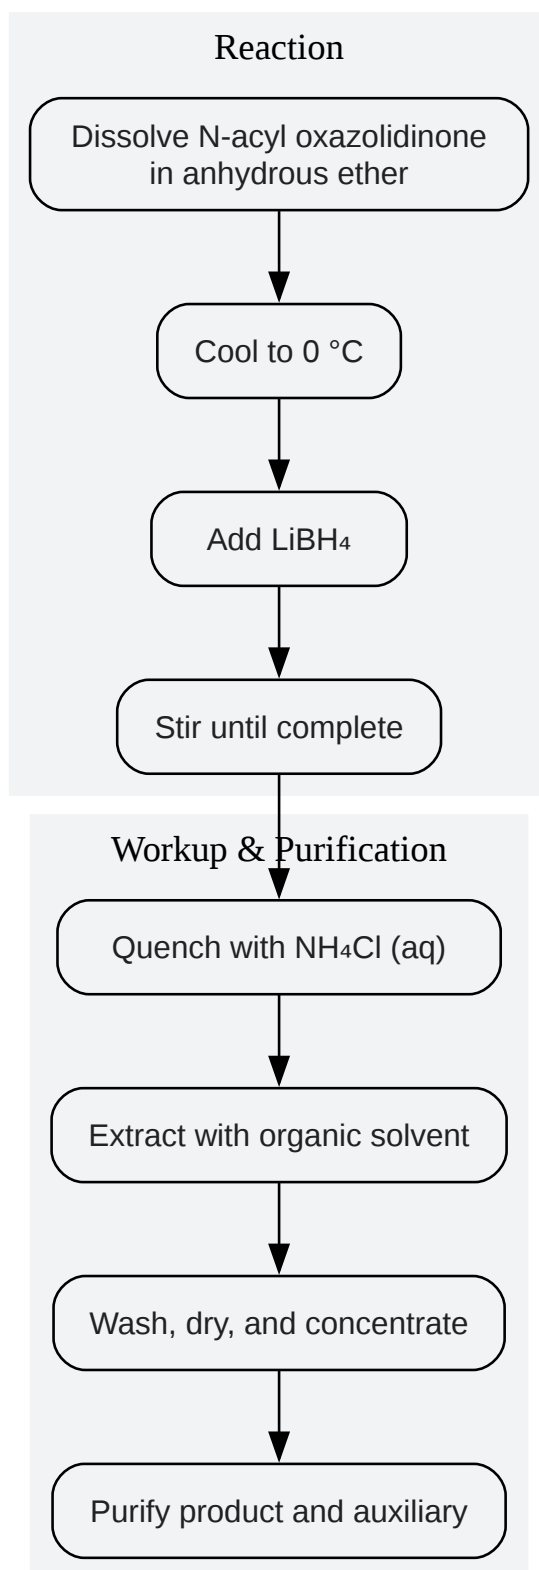 Reaction
Dissolve N-acyl oxazolidinone
in anhydrous ether
Cool to 0 °C
Add LiBH₄
Stir until complete
Workup & Purification
Quench with NH₄Cl (aq)
Extract with organic solvent
Wash, dry, and concentrate
Purify product and auxiliary